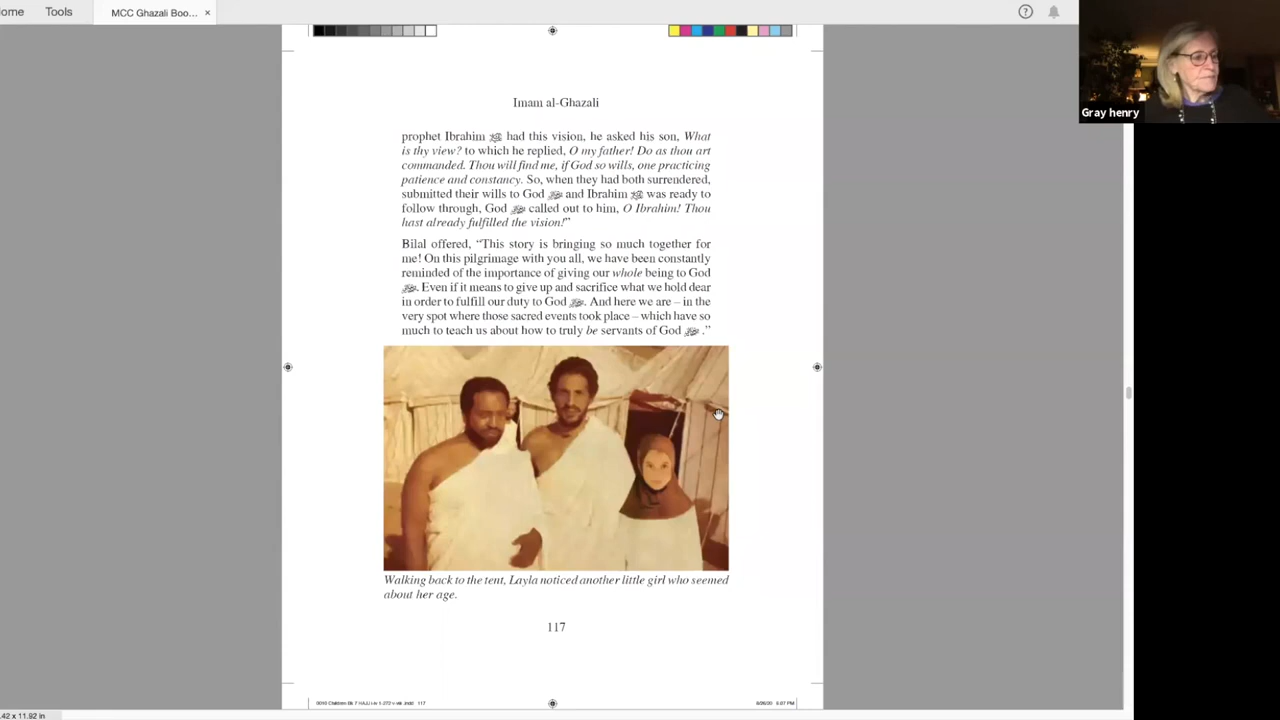 ome
Tools
MCC Ghazali Boo... ×
?
Gray henry
Imam al-Ghazali
prophet Ibrahim ﷺ had this vision, he asked his son, What
is thy view? to which he replied, O my father! Do as thou art
commanded. Thou will find me, if God so wills, one practicing
patience and constancy. So, when they had both surrendered,
submitted their wills to God and Ibrahim was ready to
follow through, God called out to him, O Ibrahim! Thou
hast already fulfilled the vision!”
Bilal offered, “This story is bringing so much together for
me! On this pilgrimage with you all, we have been constantly
reminded of the importance of giving our whole being to God
. Even if it means to give up and sacrifice what we hold dear
in order to fulfill our duty to God . And here we are – in the
very spot where those sacred events took place – which have so
much to teach us about how to truly be servants of God .”
Walking back to the tent, Layla noticed another little girl who seemed
about her age.
117
.42 x 11.92 in